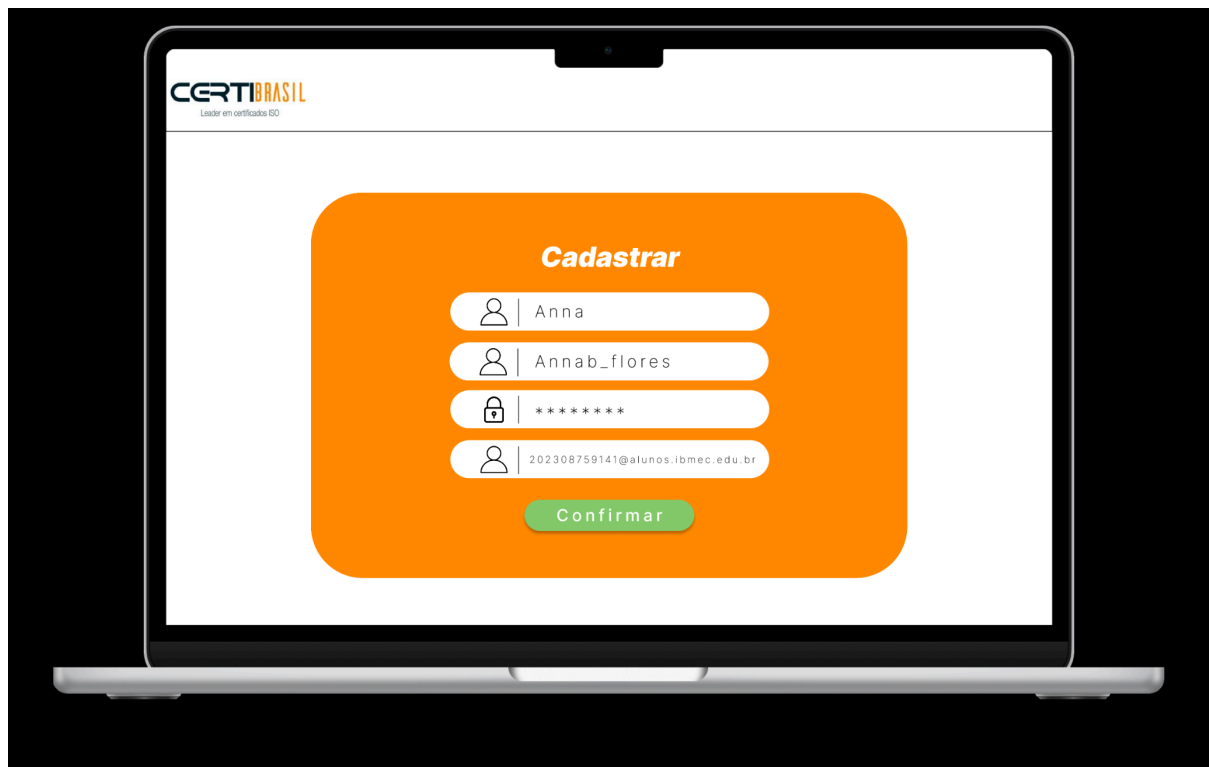 CERTIBRASIL
Leader em certificados ISO
Cadastrar
Anna
Annab_flores
********
202308759141@alunos.ibmec.edu.br
Confirmar